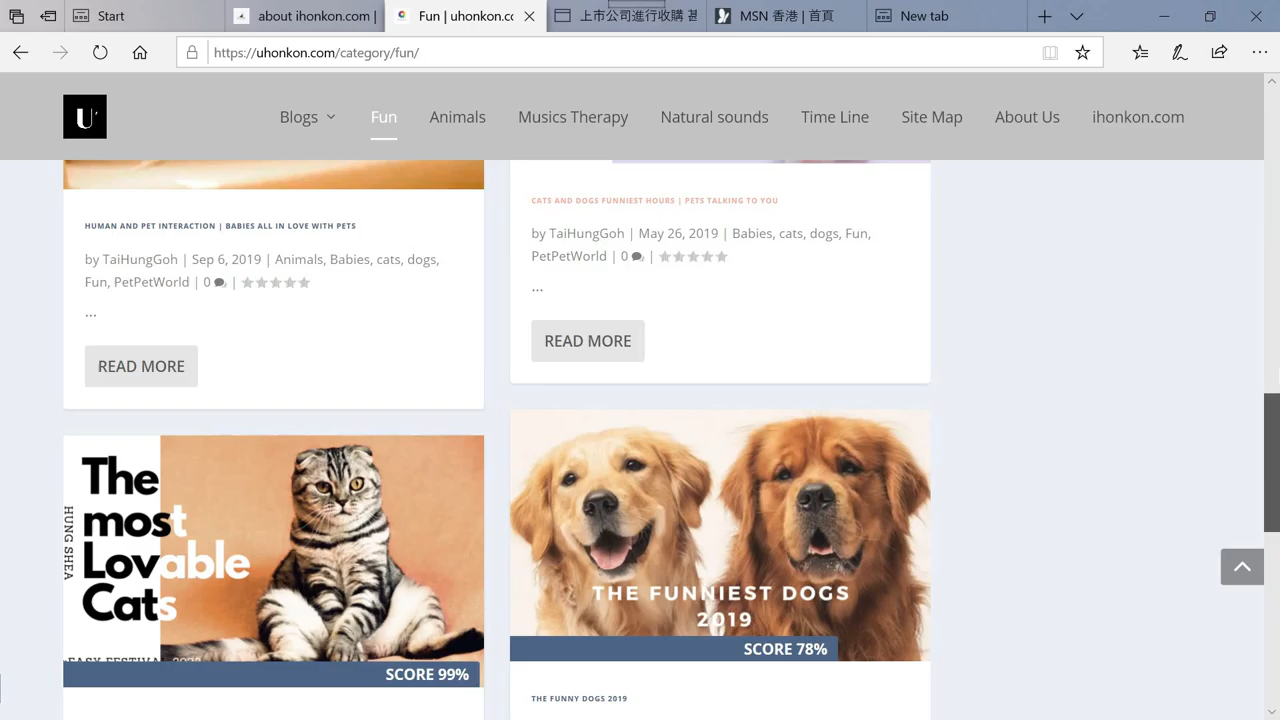 Start
about ihonkon.com
Fun | uhonkon.cc
上市公司進行收購
MSN 香港 | 首頁
New tab
https://uhonkon.com/category/fun/
U'
Blogs
Fun
Animals
Musics Therapy
Natural sounds
Time Line
Site Map
About Us
ihonkon.com
HUMAN AND PET INTERACTION | BABIES ALL IN LOVE WITH PETS
by TaiHungGoh | Sep 6, 2019 | Animals, Babies, cats, dogs,
Fun, PetPetWorld | 0 |
...
READ MORE
The
most
Lovable
Cats
HUNG SHEA
SCORE 99%
CATS AND DOGS FUNNIEST HOURS | PETS TALKING TO YOU
by TaiHungGoh | May 26, 2019 | Babies, cats, dogs, Fun,
PetPetWorld | 0 |
...
READ MORE
THE FUNNIEST DOGS
2019
SCORE 78%
THE FUNNY DOGS 2019